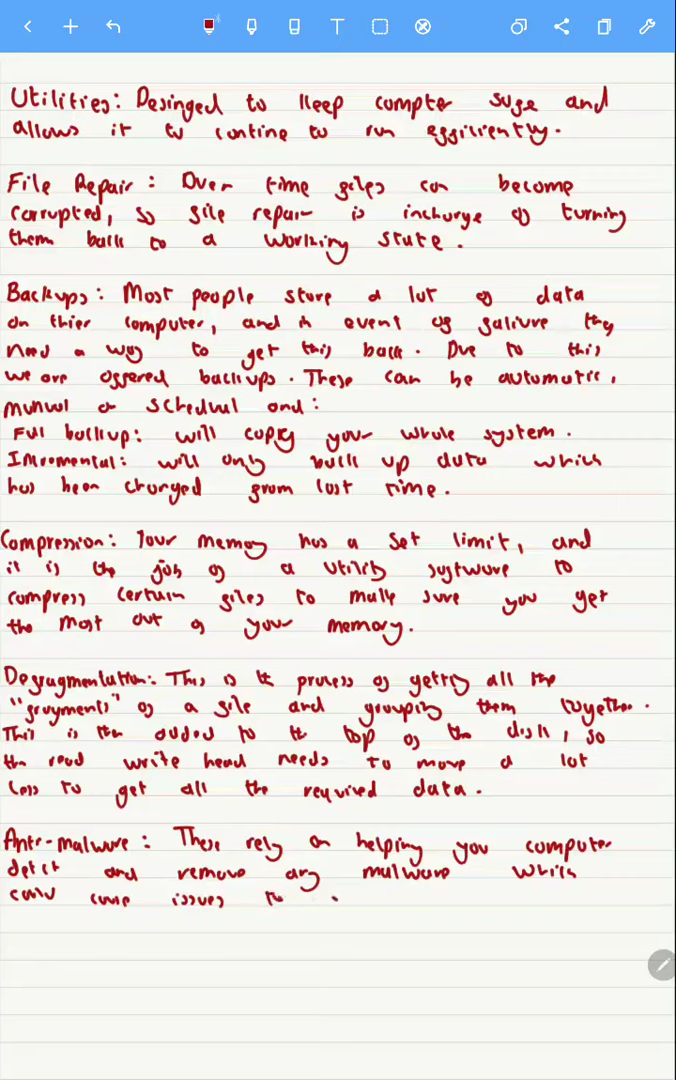 Utilities: Desinged to keep compter safe and
allows it to contine to run efficiently.
File Repair: Over time files can become
corrupted, so file repair is incharge of turning
them back to a working state.
Backups: Most people store a lot of data
on thier computer, and in event of failure they
need a way to get this back. Due to this
we are offered backups. These can be automatic,
manual or schedual and:
Full backup: will copy your whole system.
Incremental: will only back up data which
has been changed from last time.
Compression: Your memory has a set limit, and
it is the job of a utility software to
compress certain files to make sure you get
the most out of your memory.
Defragmentation: This is the process of getting all the
"fragments" of a file and grouping them together.
This is then added to the top of the disk, so
the read write head needs to move a lot
less to get all the required data.
Anti-malware: These rely on helping you computer
detect and remove any malware which
could cause issues to